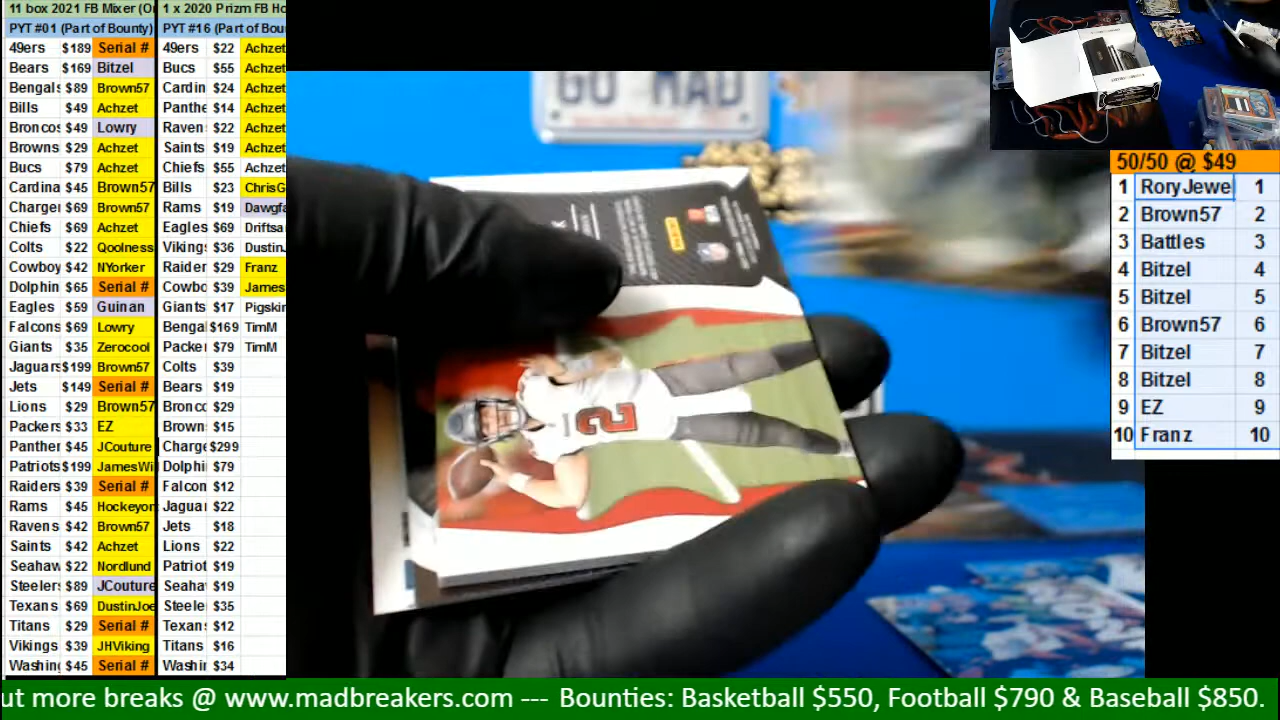 11 box 2021 FB Mixer (Or
PYT #01 (Part of Bounty)
49ers $189 Serial #
Bears $169 Bitzel
Bengals $89 Brown57
Bills $49 Achzet
Broncos $49 Lowry
Browns $29 Achzet
Bucs $79 Achzet
Cardina $45 Brown57
Charge $69 Brown57
Chiefs $69 Achzet
Colts $22 Qoolness
Cowboy $42 NYorker
Dolphin $65 Serial #
Eagles $59 Guinan
Falcons $69 Lowry
Giants $35 Zerocool
Jaguars $199 Brown57
Jets $149 Serial #
Lions $29 Brown57
Packers $33 EZ
Panther $45 JCouture
Patriots $199 JamesWi
Raiders $39 Serial #
Rams $45 Hockeyon
Ravens $42 Brown57
Saints $42 Achzet
Seahaw $22 Nordlund
Steelers $89 JCouture
Texans $69 DustinJoe
Titans $29 Serial #
Vikings $39 JHViking
Washing $45 Serial #
1 x 2020 Prizm FB Ho
PYT #16 (Part of Bou
49ers $22 Achzet
Bucs $55 Achzet
Cardin $24 Achzet
Panthe $14 Achzet
Raven $22 Achzet
Saints $19 Achzet
Chiefs $55 Achzet
Bills $23 ChrisG
Rams $19 Dawgfa
Eagles $69 Driftsa
Viking $36 DustinJ
Raider $29 Franz
Cowbo $39 James
Giants $17 Pigskin
Bengal $169 TimM
Packe $79 TimM
Colts $39
Bears $19
Bronco $29
Brown $15
Charge $299
Dolphi $79
Falcon $12
Jaguar $22
Jets $18
Lions $22
Patriot $19
Seaha $19
Steele $35
Texan $12
Titans $16
Washi $34
GO MAD
PANINI
2
50/50 @ $49
1 RoryJewel 1
2 Brown57 2
3 Battles 3
4 Bitzel 4
5 Bitzel 5
6 Brown57 6
7 Bitzel 7
8 Bitzel 8
9 EZ 9
10 Franz 10
ut more breaks @ www.madbreakers.com --- Bounties: Basketball $550, Football $790 & Baseball $850.